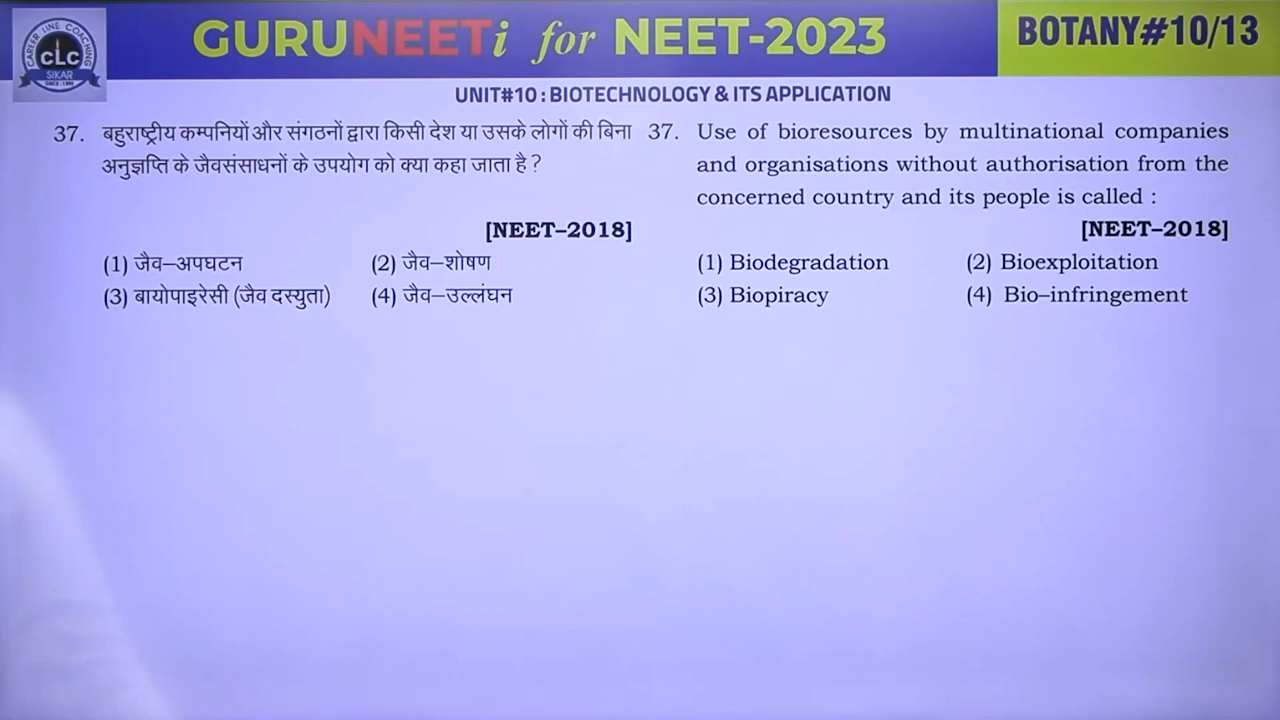 CAREER LINE COACHING
CLC
SIKAR
SINCE : 1996
GURUNEETi for NEET-2023
BOTANY#10/13
UNIT#10 : BIOTECHNOLOGY & ITS APPLICATION
37. बहुराष्ट्रीय कम्पनियों और संगठनों द्वारा किसी देश या उसके लोगों की बिना
अनुज्ञप्ति के जैवसंसाधनों के उपयोग को क्या कहा जाता है ?
[NEET–2018]
(1) जैव–अपघटन (2) जैव–शोषण
(3) बायोपाइरेसी (जैव दस्युता) (4) जैव–उल्लंघन
37. Use of bioresources by multinational companies
and organisations without authorisation from the
concerned country and its people is called :
[NEET–2018]
(1) Biodegradation (2) Bioexploitation
(3) Biopiracy (4) Bio–infringement